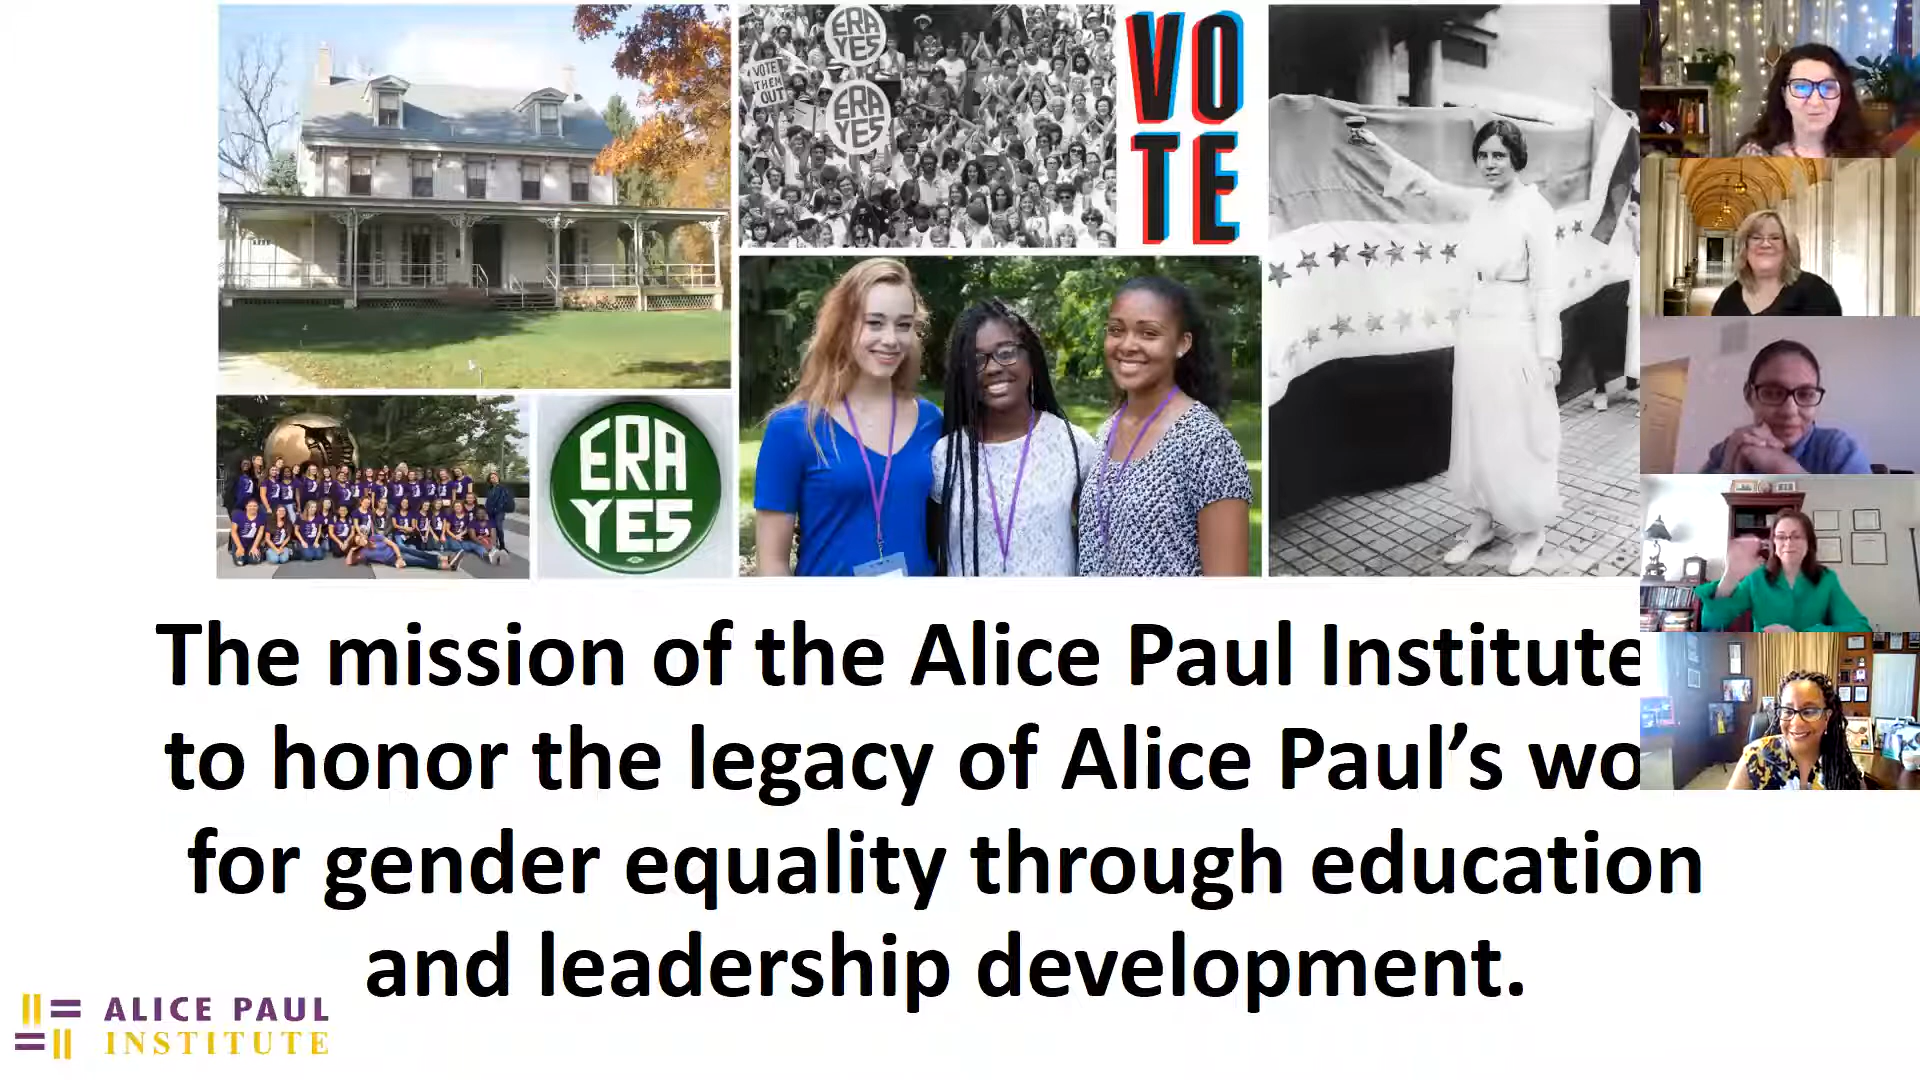 ERA
YES
VOTE
THEM
OUT
ERA
YES
VO
TE
ERA
YES
The mission of the Alice Paul Institute
to honor the legacy of Alice Paul’s wo
for gender equality through education
and leadership development.
ALICE PAUL
INSTITUTE